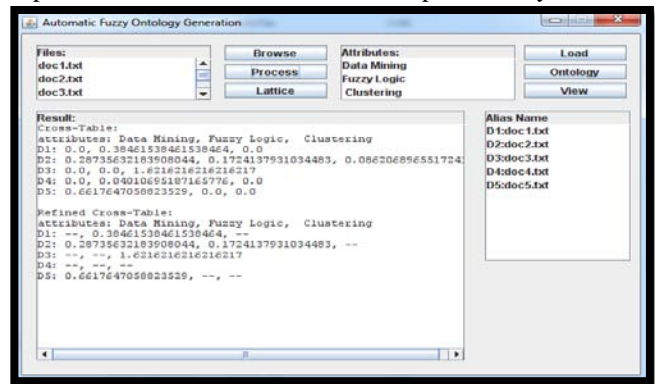 Automatic Fuzzy Ontology Generation
Files:
doc1.txt
doc2.txt
doc3.txt
Browse
Process
Lattice
Attributes:
Data Mining
Fuzzy Logic
Clustering
Load
Ontology
View
Result:
Cross-Table:
attributes: Data Mining, Fuzzy Logic, Clustering
D1: 0.0, 0.38461538461538464, 0.0
D2: 0.28735632183908044, 0.1724137931034483, 0.0862068965517241
D3: 0.0, 0.0, 1.6216216216216217
D4: 0.0, 0.04010695187165776, 0.0
D5: 0.6617647058823529, 0.0, 0.0
Refined Cross-Table:
attributes: Data Mining, Fuzzy Logic, Clustering
D1: --, 0.38461538461538464, --
D2: 0.28735632183908044, 0.1724137931034483, --
D3: --, --, 1.6216216216216217
D4: --, --, --
D5: 0.6617647058823529, --, --
Alias Name
D1:doc1.txt
D2:doc2.txt
D3:doc3.txt
D4:doc4.txt
D5:doc5.txt